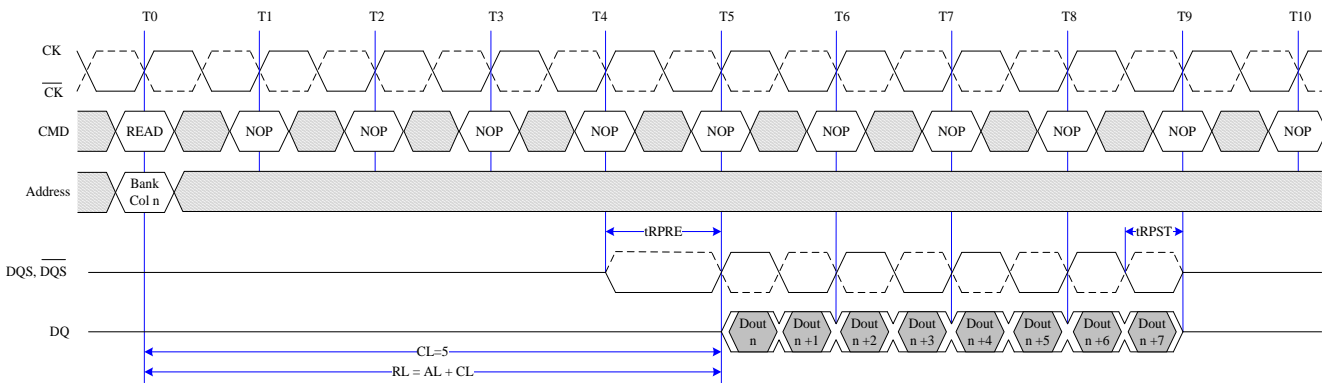 T0 T1 T2 T3 T4 T5 T6 T7 T8 T9 T10
CK
CK
CMD READ NOP NOP NOP NOP NOP NOP NOP NOP NOP NOP
Address Bank
Col n
tRPRE tRPST
DQS, DQS
DQ Dout Dout Dout Dout Dout Dout Dout Dout
n n +1 n +2 n +3 n +4 n +5 n +6 n +7
CL=5
RL = AL + CL